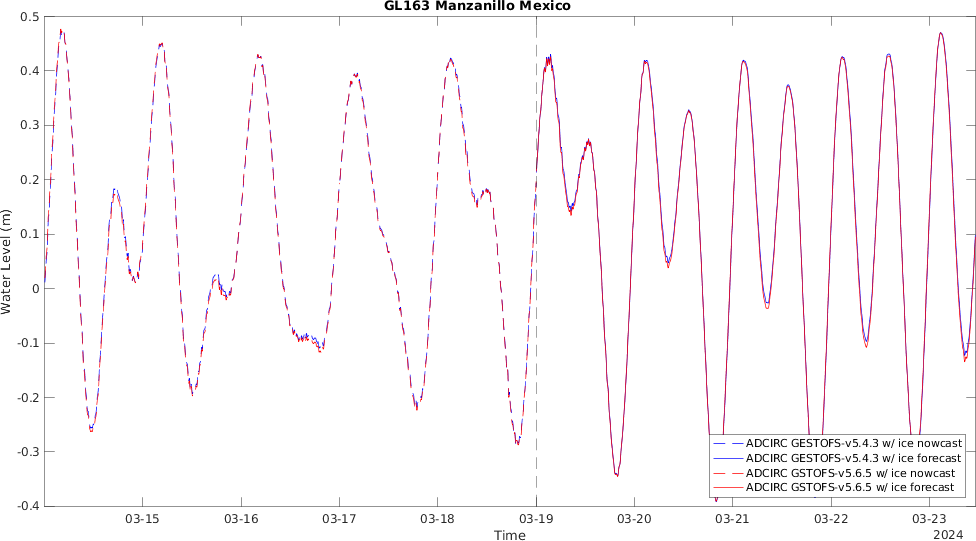 GL163 Manzanillo Mexico
Water Level (m)
0.5
0.4
0.3
0.2
0.1
0
-0.1
-0.2
-0.3
-0.4
ADCIRC GESTOFS-v5.4.3 w/ ice nowcast
ADCIRC GESTOFS-v5.4.3 w/ ice forecast
ADCIRC GSTOFS-v5.6.5 w/ ice nowcast
ADCIRC GSTOFS-v5.6.5 w/ ice forecast
03-15 03-16 03-17 03-18 03-19 03-20 03-21 03-22 03-23
Time
2024